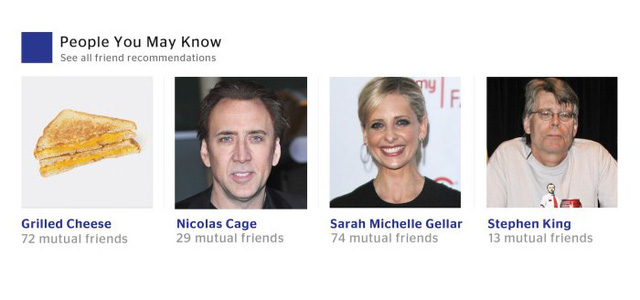 People You May Know
See all friend recommendations
Grilled Cheese
72 mutual friends
Nicolas Cage
29 mutual friends
Sarah Michelle Gellar
74 mutual friends
Stephen King
13 mutual friends